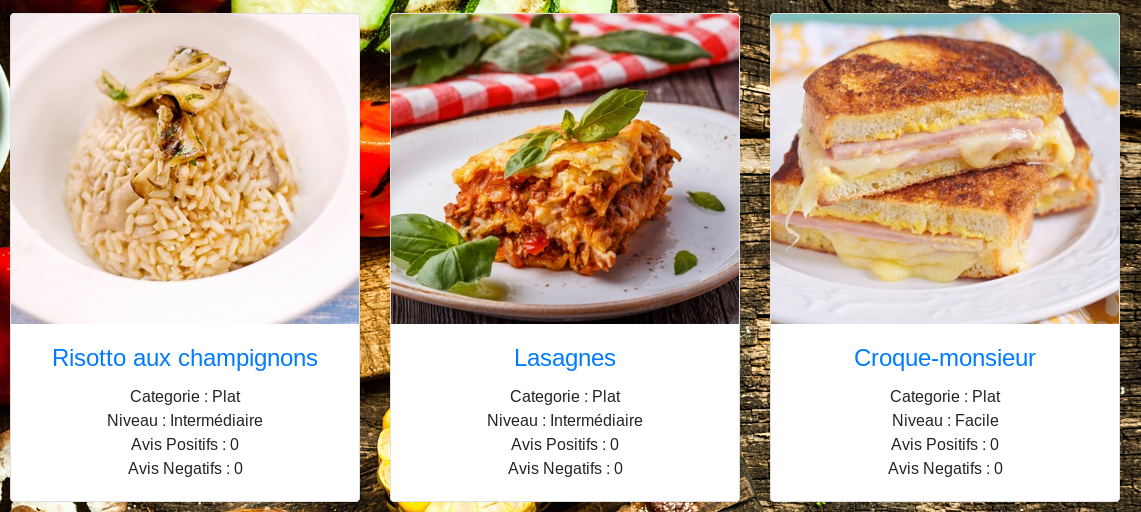 Risotto aux champignons
Categorie : Plat
Niveau : Intermédiaire
Avis Positifs : 0
Avis Negatifs : 0
Lasagnes
Categorie : Plat
Niveau : Intermédiaire
Avis Positifs : 0
Avis Negatifs : 0
Croque-monsieur
Categorie : Plat
Niveau : Facile
Avis Positifs : 0
Avis Negatifs : 0